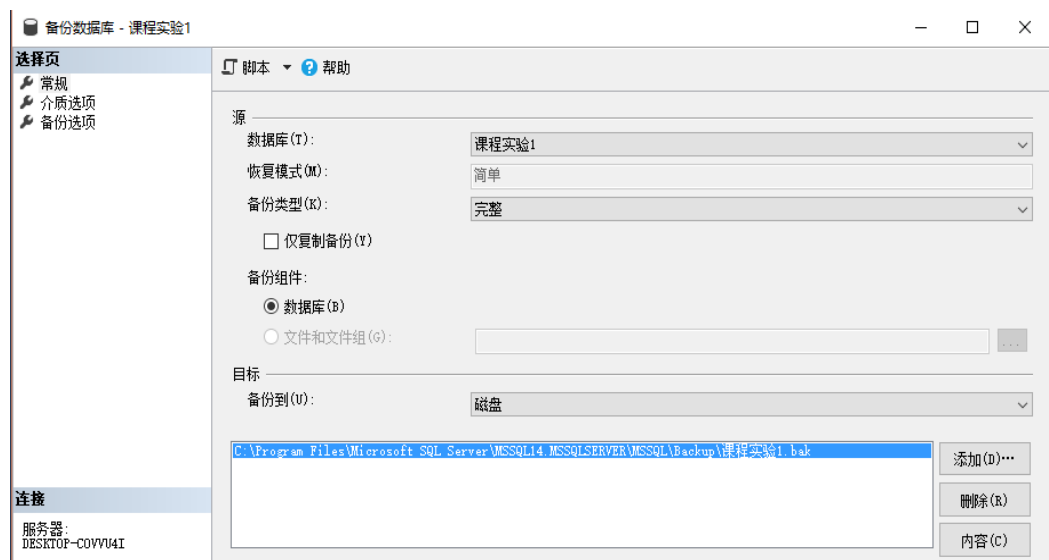 备份数据库 - 课程实验1
选择页
常规
介质选项
备份选项
脚本 帮助
源
数据库(T): 课程实验1
恢复模式(M): 简单
备份类型(K): 完整
仅复制备份(Y)
备份组件:
数据库(B)
文件和文件组(G): ...
目标
备份到(U): 磁盘
C:\Program Files\Microsoft SQL Server\MSSQL14.MSSQLSERVER\MSSQL\Backup\课程实验1.bak
添加(D)…
删除(R)
内容(C)
连接
服务器:
DESKTOP-COVVU4I